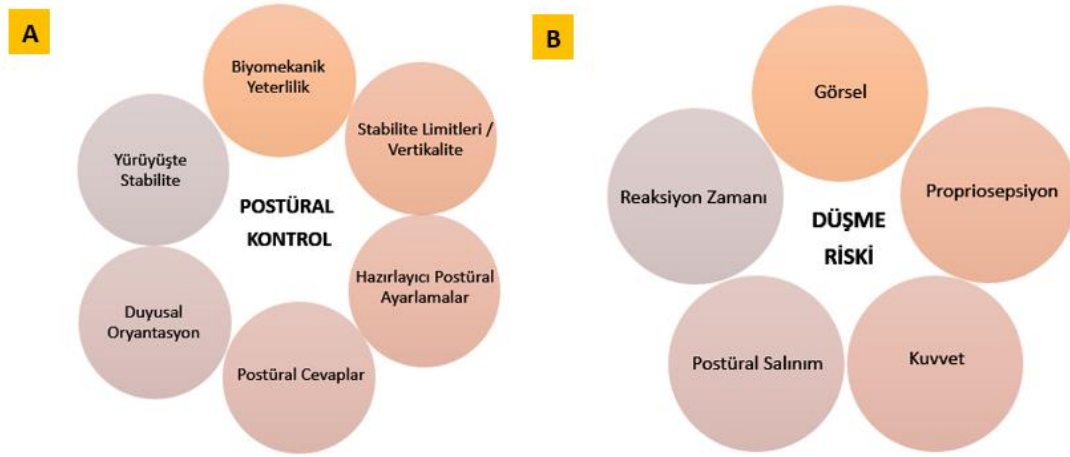 A
Biyomekanik
Yeterlilik
Stabilite Limitleri /
Vertikalite
Hazırlayıcı Postüral
Ayarlamalar
Postüral Cevaplar
Duyusal
Oryantasyon
Yürüyüşte
Stabilite
POSTÜRAL
KONTROL
B
Görsel
Propriosepsiyon
Kuvvet
Postüral Salınım
Reaksiyon Zamanı
DÜŞME
RİSKİ